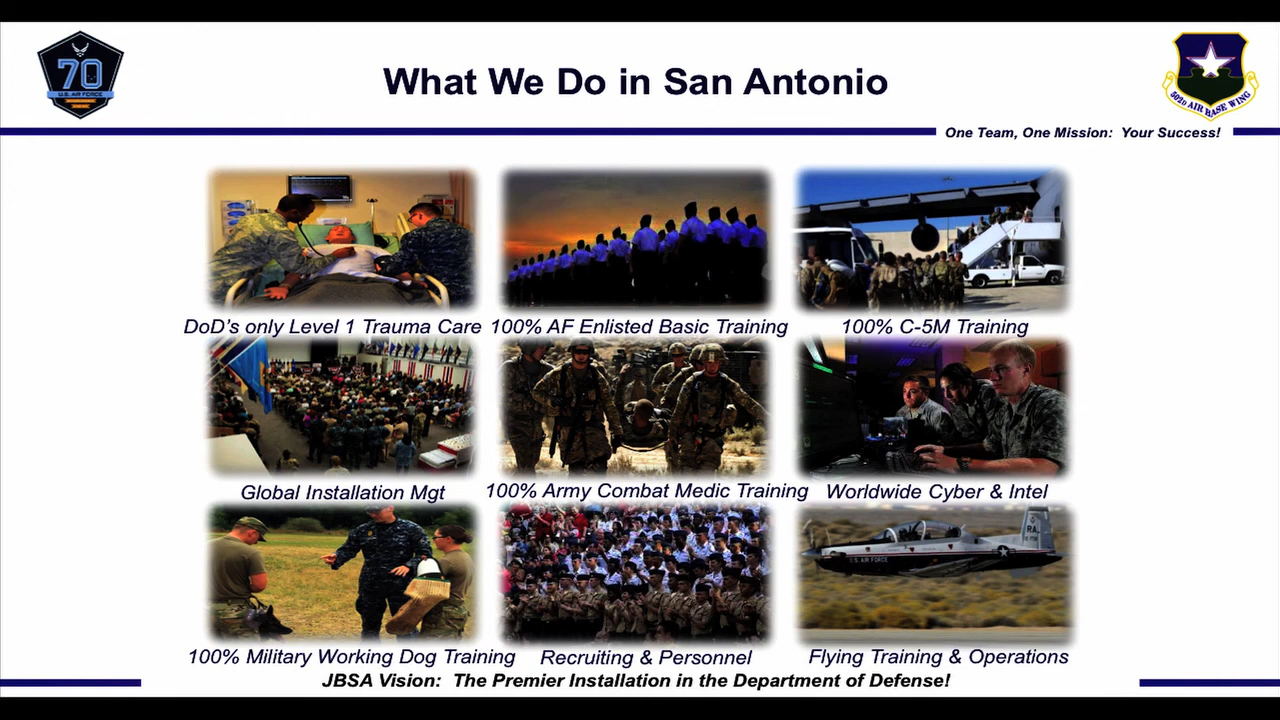 70
U.S. AIR FORCE
What We Do in San Antonio
502D AIR BASE WING
One Team, One Mission: Your Success!
DoD's only Level 1 Trauma Care
100% AF Enlisted Basic Training
100% C-5M Training
Global Installation Mgt
100% Army Combat Medic Training
Worldwide Cyber & Intel
RA
U.S. AIR FORCE
100% Military Working Dog Training
Recruiting & Personnel
Flying Training & Operations
JBSA Vision: The Premier Installation in the Department of Defense!